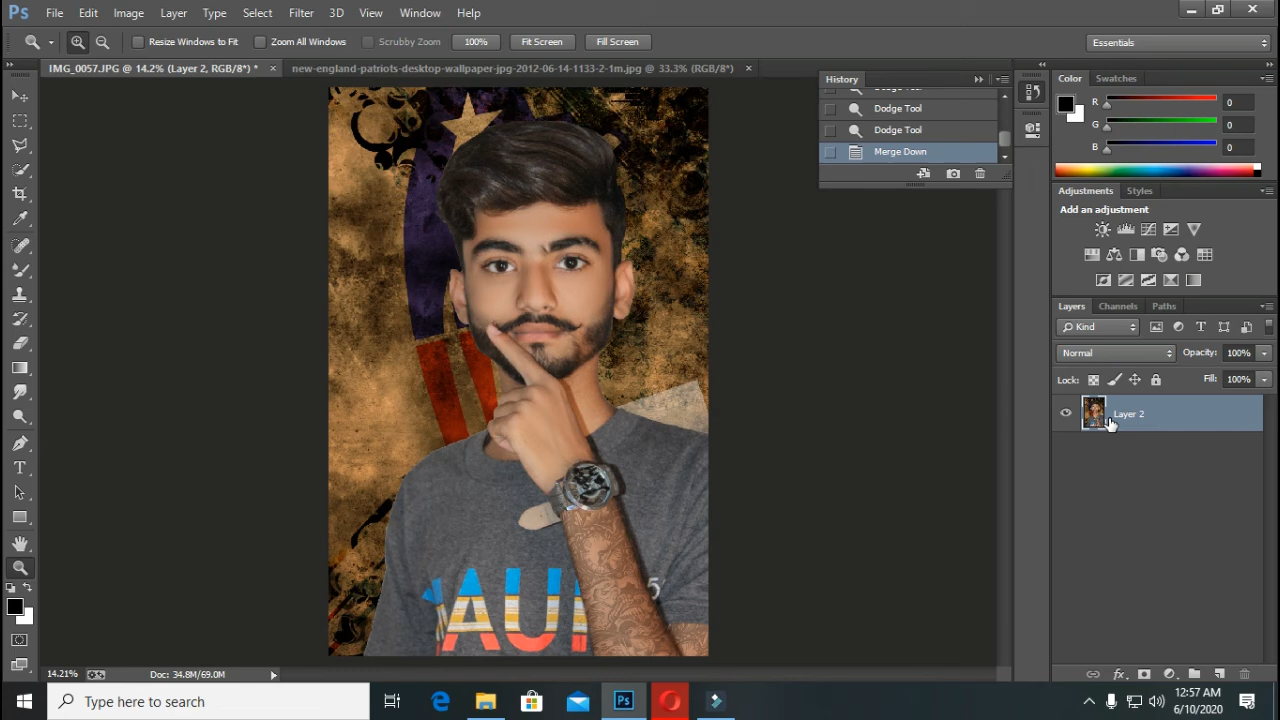 Ps File Edit Image Layer Type Select Filter 3D View Window Help
Resize Windows to Fit Zoom All Windows Scrubby Zoom 100% Fit Screen Fill Screen Essentials
IMG_0057.JPG @ 14.2% (Layer 2, RGB/8*) * × new-england-patriots-desktop-wallpaper-jpg-2012-06-14-1133-2-1m.jpg @ 33.3% (RGB/8*) ×
History
Dodge Tool
Dodge Tool
Dodge Tool
Merge Down
Color Swatches
R 0
G 0
B 0
Adjustments Styles
Add an adjustment
Layers Channels Paths
Kind
Normal Opacity: 100%
Lock: Fill: 100%
Layer 2
AU
5
14.21% Doc: 34.8M/69.0M
Type here to search
Ps
12:57 AM
6/10/2020